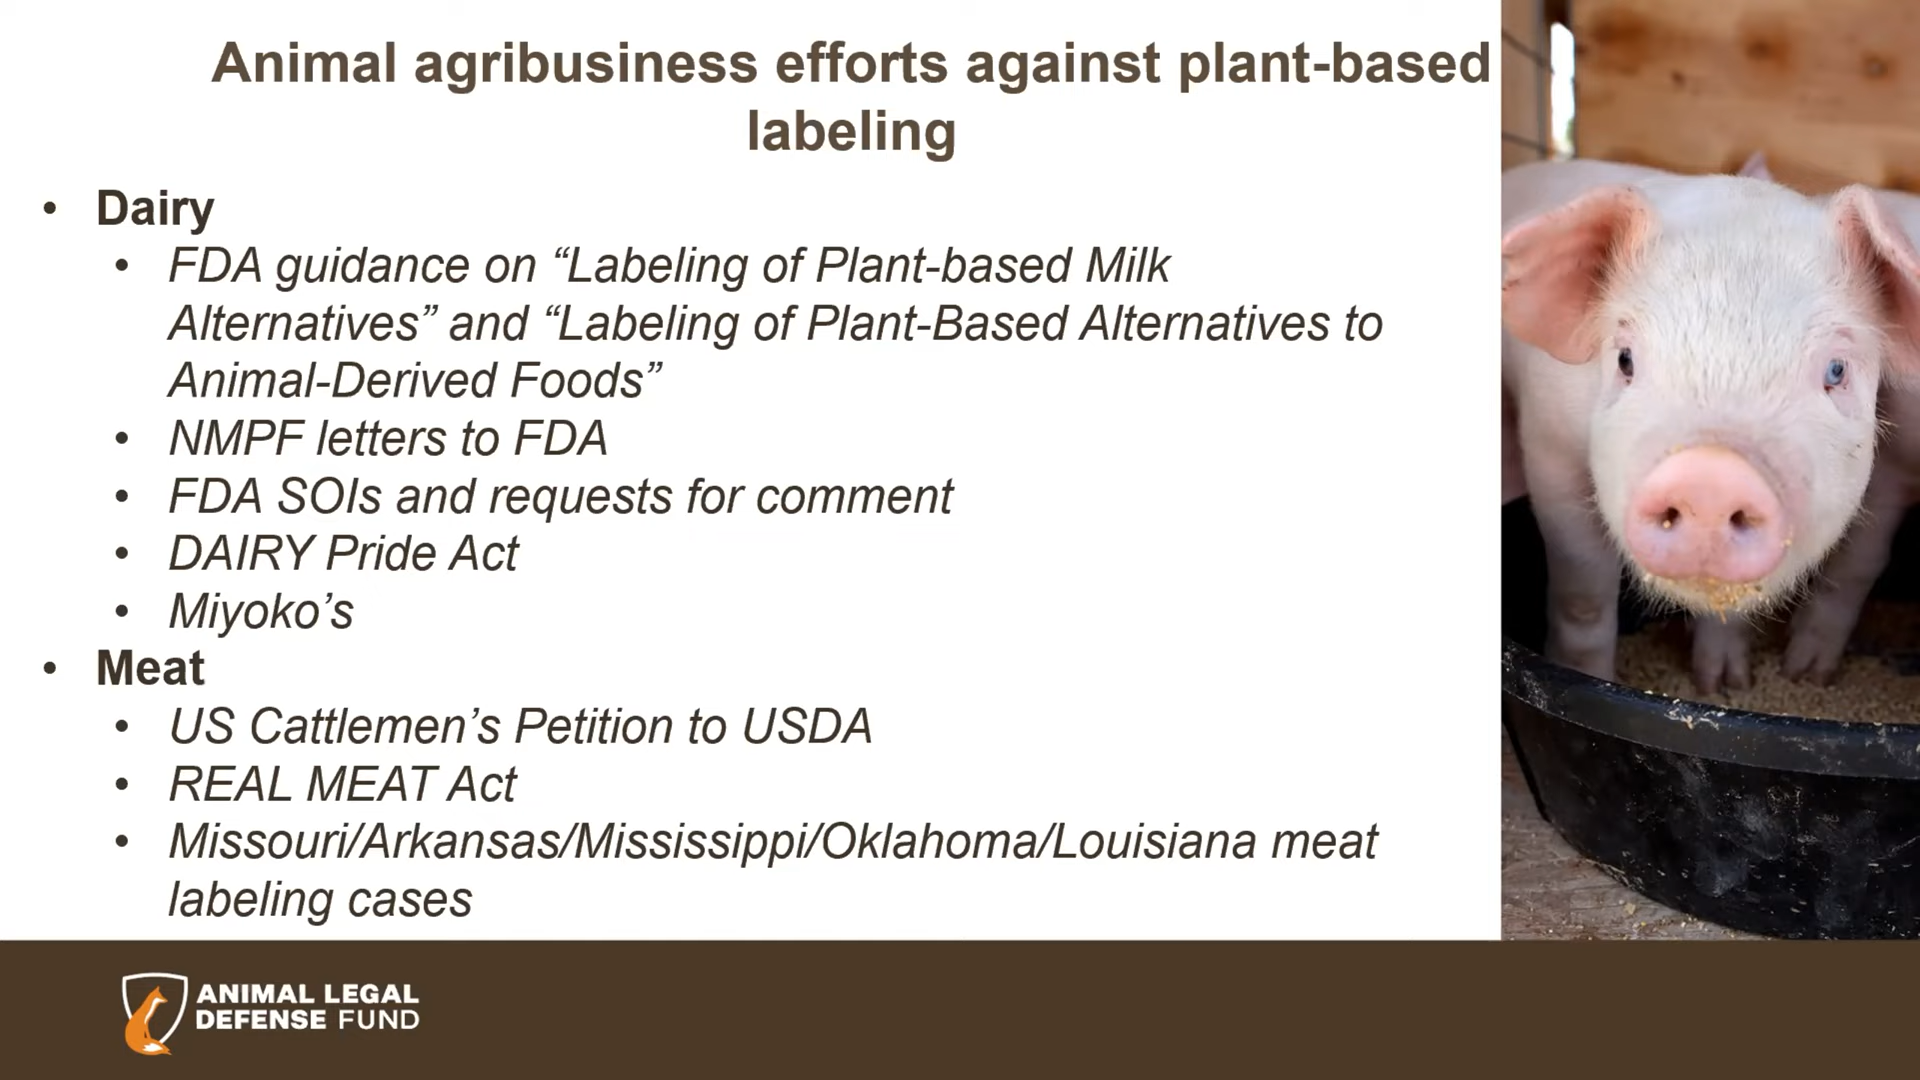 Animal agribusiness efforts against plant-based
labeling
• Dairy
• FDA guidance on “Labeling of Plant-based Milk
Alternatives” and “Labeling of Plant-Based Alternatives to
Animal-Derived Foods”
• NMPF letters to FDA
• FDA SOIs and requests for comment
• DAIRY Pride Act
• Miyoko’s
• Meat
• US Cattlemen’s Petition to USDA
• REAL MEAT Act
• Missouri/Arkansas/Mississippi/Oklahoma/Louisiana meat
labeling cases
ANIMAL LEGAL
DEFENSE FUND